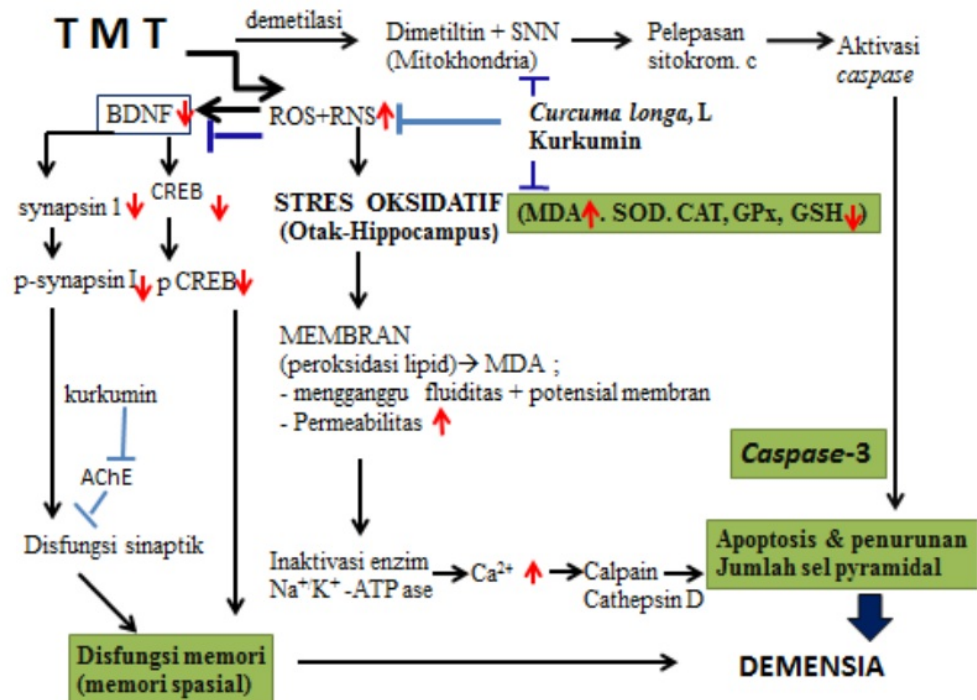 TMT
demetilasi
Dimetiltin + SNN
(Mitokhondria)
Pelepasan
sitokrom. c
Aktivasi
caspase
BDNF
ROS+RNS
Curcuma longa, L
Kurkumin
synapsin 1
CREB
STRES OKSIDATIF
(Otak-Hippocampus)
(MDA . SOD. CAT, GPx, GSH )
p-synapsin I
p CREB
MEMBRAN
(peroksidasi lipid)→ MDA ;
- mengganggu fluiditas + potensial membran
- Permeabilitas
kurkumin
AChE
Disfungsi sinaptik
Caspase-3
Inaktivasi enzim
Na⁺/K⁺ -ATP ase
Ca²⁺
Calpain
Cathepsin D
Apoptosis & penurunan
Jumlah sel pyramidal
Disfungsi memori
(memori spasial)
DEMENSIA